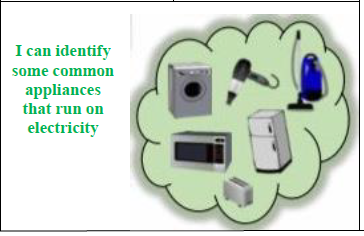 I can identify
some common
appliances
that run on
electricity